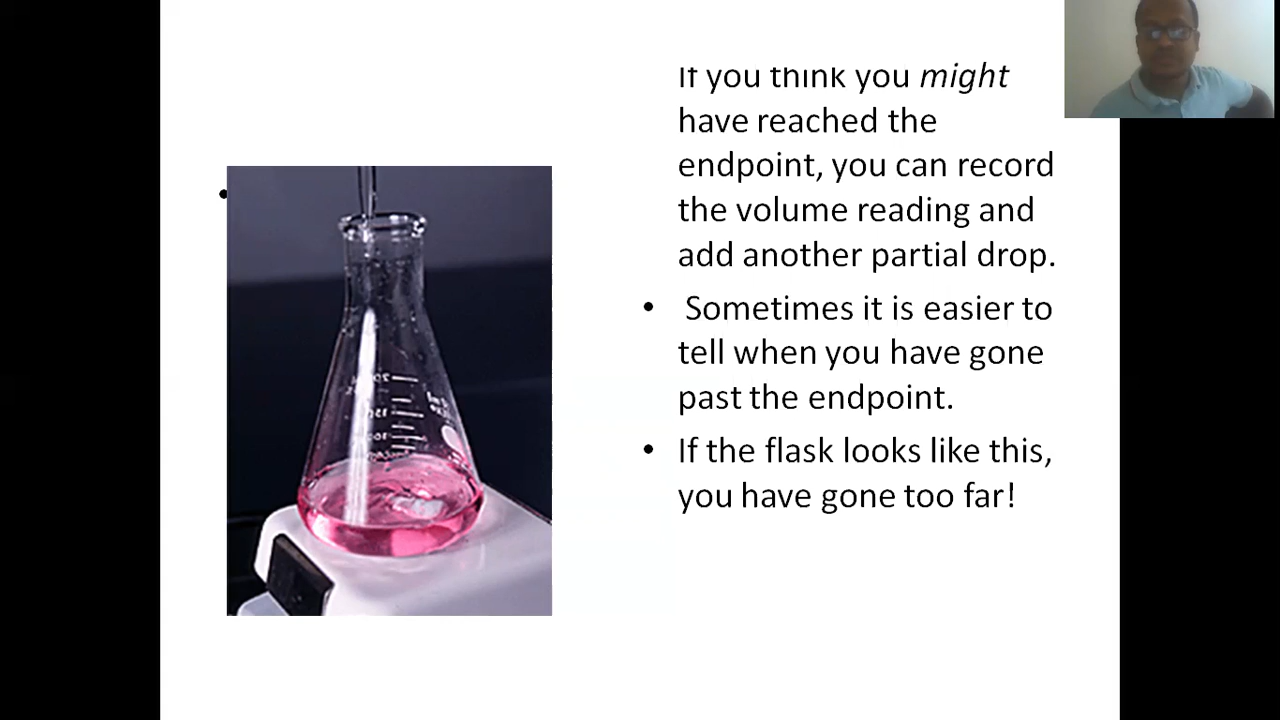 If you think you might
have reached the
endpoint, you can record
the volume reading and
add another partial drop.
• Sometimes it is easier to
tell when you have gone
past the endpoint.
• If the flask looks like this,
you have gone too far!